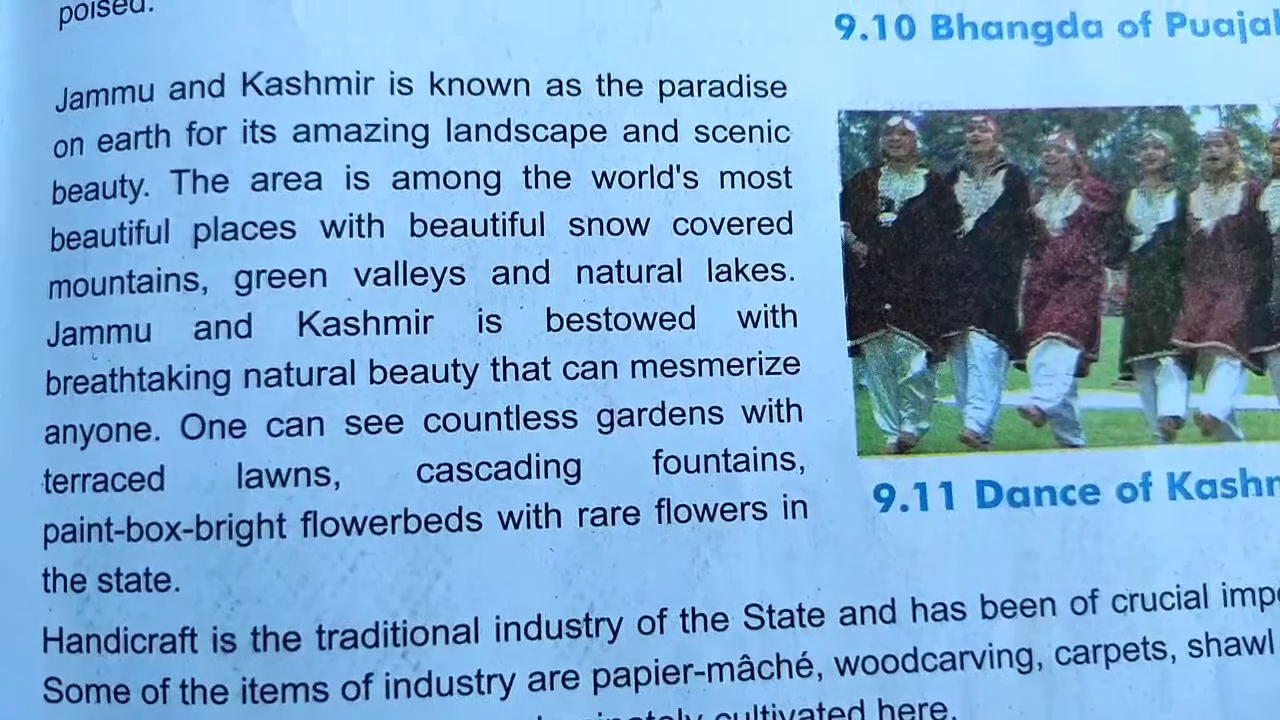 poised.
9.10 Bhangda of Puajal
Jammu and Kashmir is known as the paradise
on earth for its amazing landscape and scenic
beauty. The area is among the world's most
beautiful places with beautiful snow covered
mountains, green valleys and natural lakes.
Jammu and Kashmir is bestowed with
breathtaking natural beauty that can mesmerize
anyone. One can see countless gardens with
terraced lawns, cascading fountains,
paint-box-bright flowerbeds with rare flowers in
the state.
9.11 Dance of Kashm
Handicraft is the traditional industry of the State and has been of crucial imp
Some of the items of industry are papier-mâché, woodcarving, carpets, shawl
cultivated here.